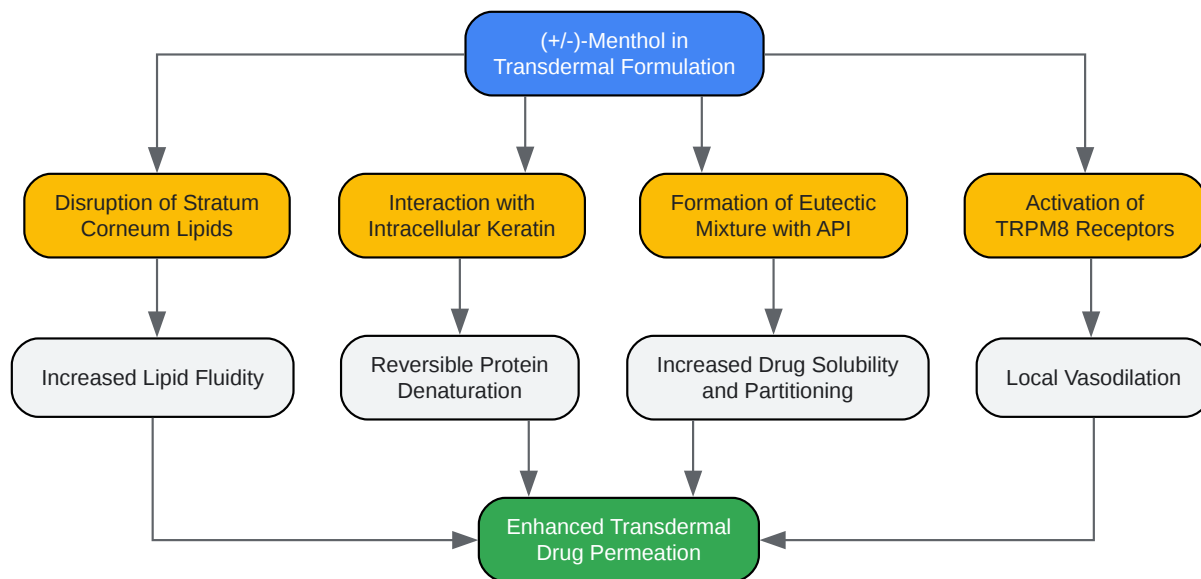 (+/-)-Menthol in
Transdermal Formulation
Disruption of Stratum
Corneum Lipids
Interaction with
Intracellular Keratin
Formation of Eutectic
Mixture with API
Activation of
TRPM8 Receptors
Increased Lipid Fluidity
Reversible Protein
Denaturation
Increased Drug Solubility
and Partitioning
Local Vasodilation
Enhanced Transdermal
Drug Permeation